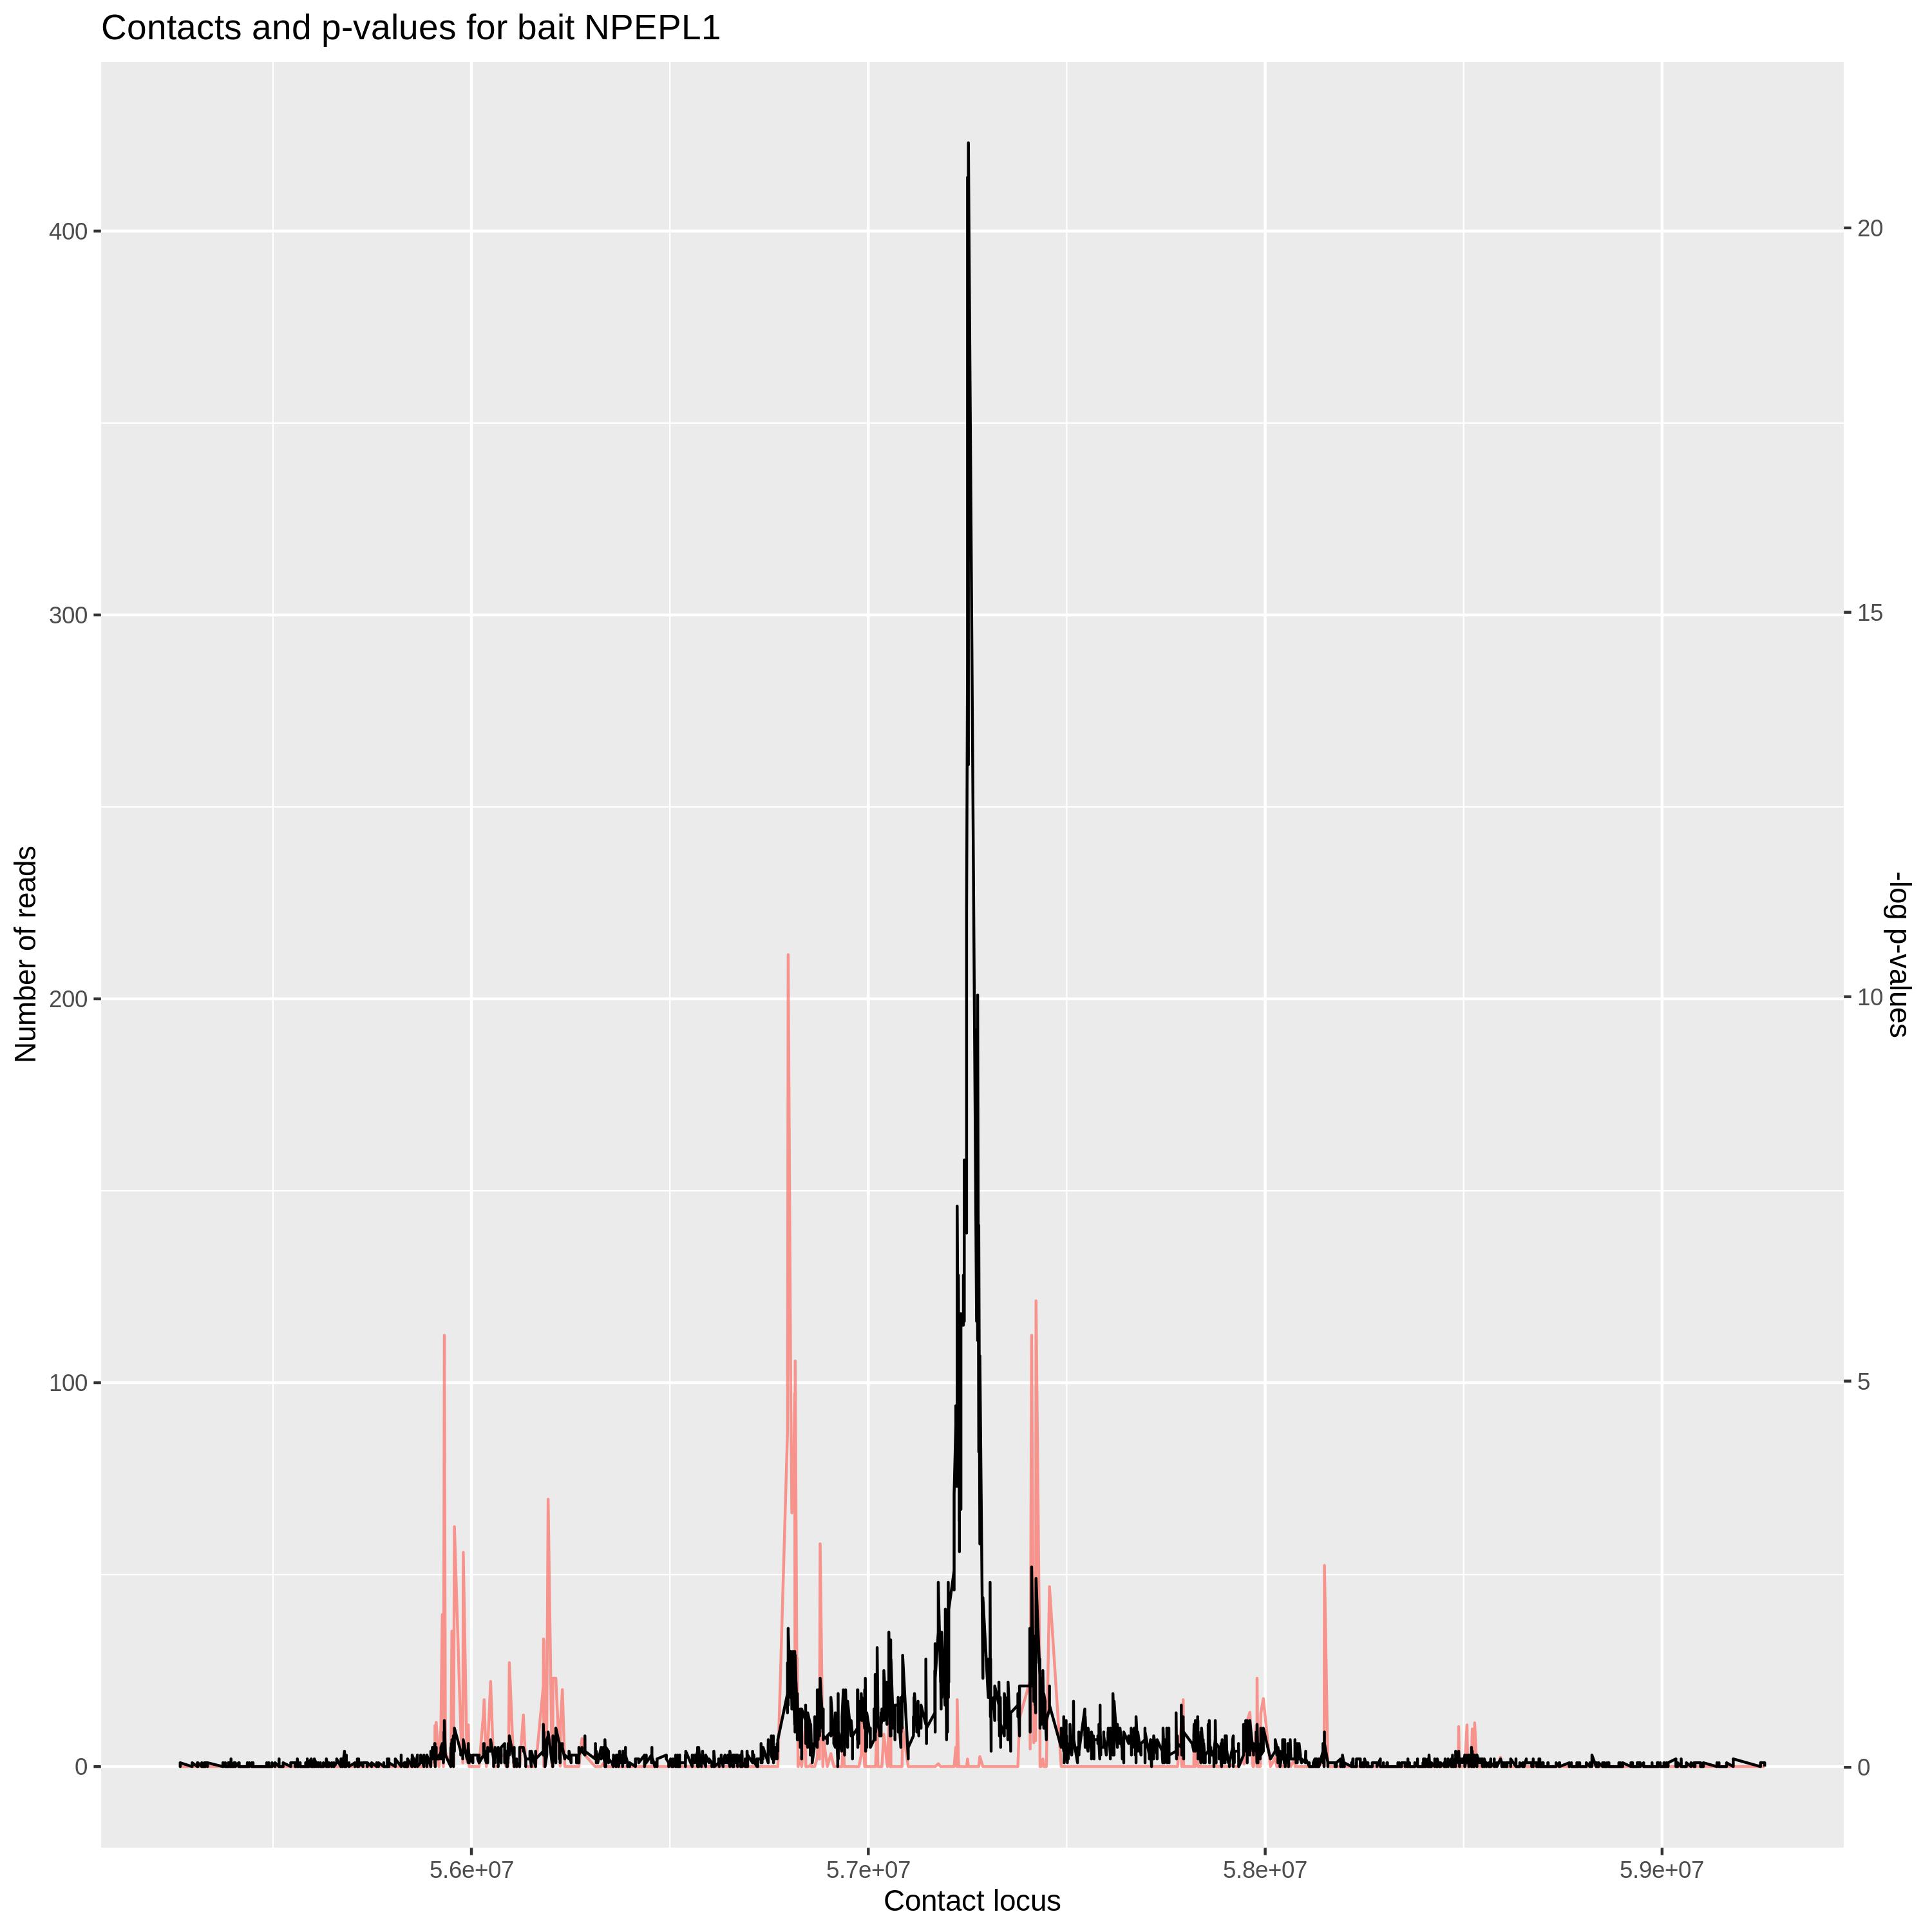 Contacts and p-values for bait NPEPL1
Number of reads
400
300
200
100
0
20
15
10
5
0
-log p-values
5.6e+07
5.7e+07
5.8e+07
5.9e+07
Contact locus